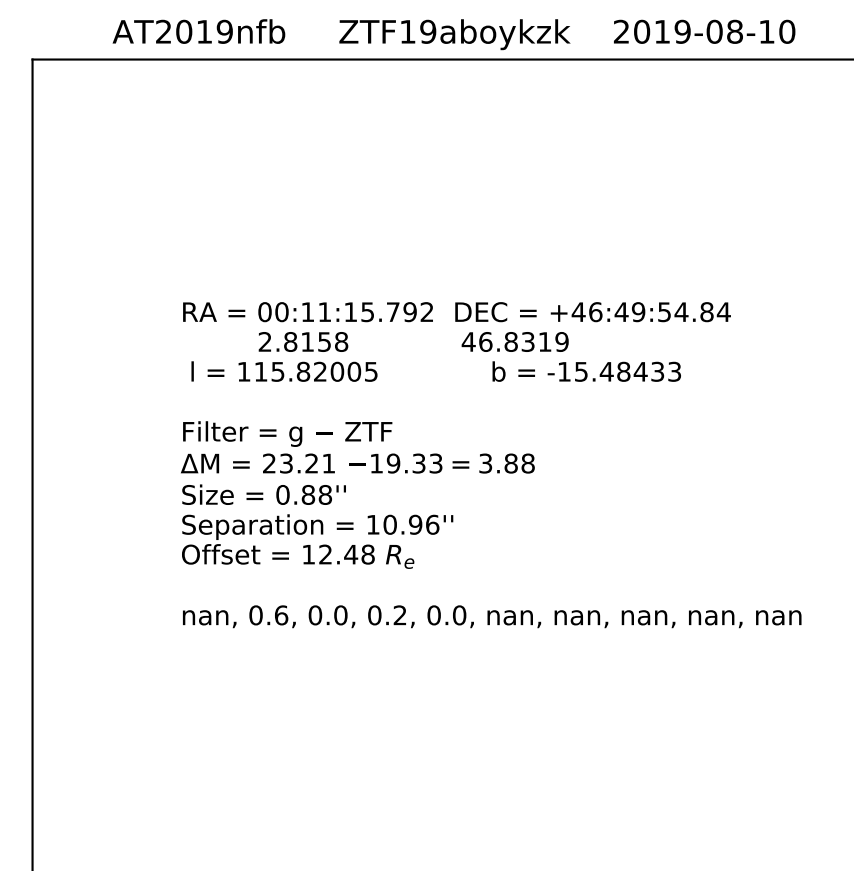 AT2019nfb ZTF19aboykzk 2019-08-10
RA = 00:11:15.792 DEC = +46:49:54.84
2.8158 46.8319
l = 115.82005 b = -15.48433
Filter = g − ZTF
ΔM = 23.21 −19.33 = 3.88
Size = 0.88''
Separation = 10.96''
Offset = 12.48 Re
nan, 0.6, 0.0, 0.2, 0.0, nan, nan, nan, nan, nan